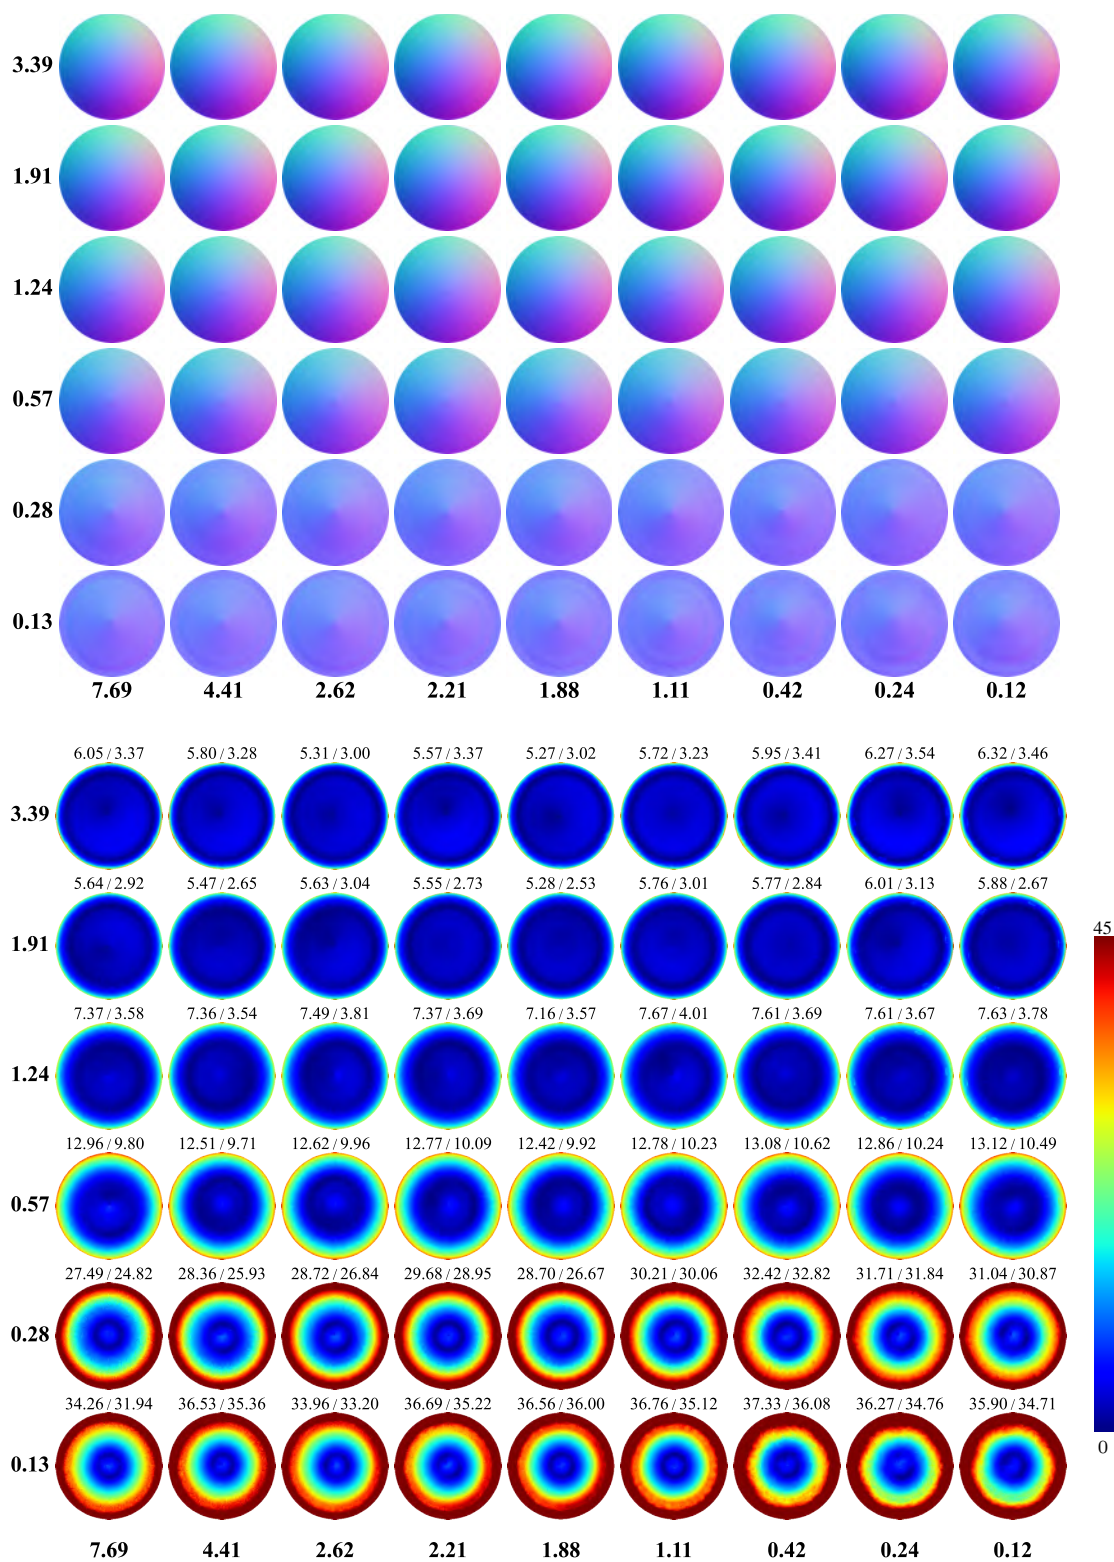 3.39
1.91
1.24
0.57
0.28
0.13
7.69 4.41 2.62 2.21 1.88 1.11 0.42 0.24 0.12
6.05 / 3.37 5.80 / 3.28 5.31 / 3.00 5.57 / 3.37 5.27 / 3.02 5.72 / 3.23 5.95 / 3.41 6.27 / 3.54 6.32 / 3.46
3.39
5.64 / 2.92 5.47 / 2.65 5.63 / 3.04 5.55 / 2.73 5.28 / 2.53 5.76 / 3.01 5.77 / 2.84 6.01 / 3.13 5.88 / 2.67
45
1.91
7.37 / 3.58 7.36 / 3.54 7.49 / 3.81 7.37 / 3.69 7.16 / 3.57 7.67 / 4.01 7.61 / 3.69 7.61 / 3.67 7.63 / 3.78
1.24
12.96 / 9.80 12.51 / 9.71 12.62 / 9.96 12.77 / 10.09 12.42 / 9.92 12.78 / 10.23 13.08 / 10.62 12.86 / 10.24 13.12 / 10.49
0.57
27.49 / 24.82 28.36 / 25.93 28.72 / 26.84 29.68 / 28.95 28.70 / 26.67 30.21 / 30.06 32.42 / 32.82 31.71 / 31.84 31.04 / 30.87
0.28
34.26 / 31.94 36.53 / 35.36 33.96 / 33.20 36.69 / 35.22 36.56 / 36.00 36.76 / 35.12 37.33 / 36.08 36.27 / 34.76 35.90 / 34.71
0
0.13
7.69 4.41 2.62 2.21 1.88 1.11 0.42 0.24 0.12